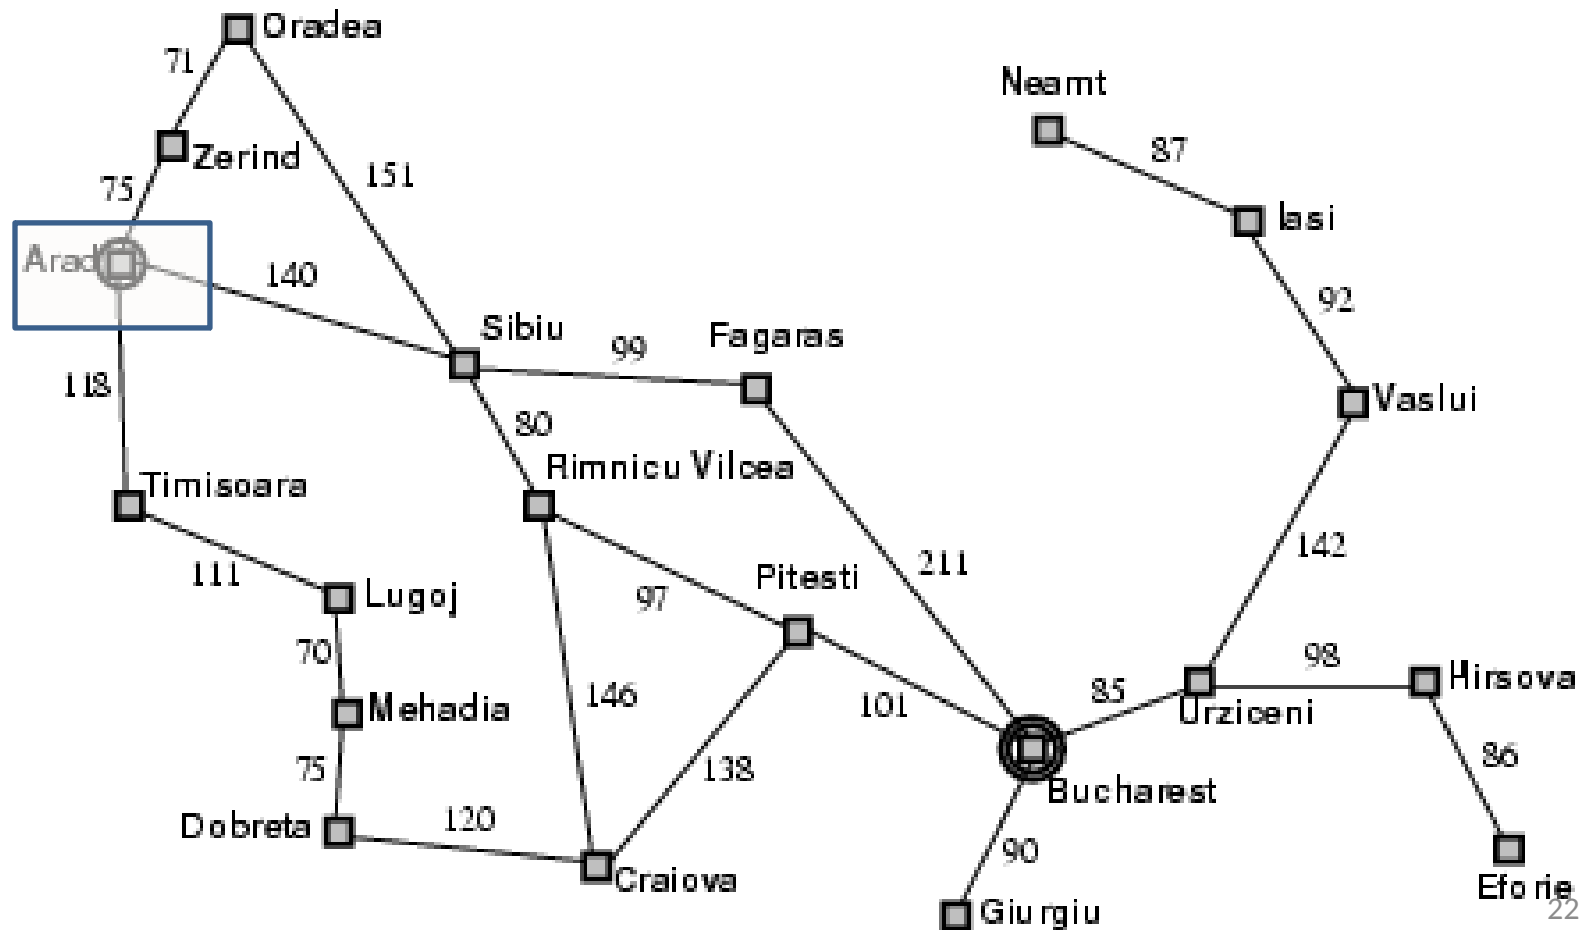 Oradea
71
Neamt
Zerind
87
151
75
Iasi
Arad
140
92
Sibiu
Fagaras
99
118
Vaslui
80
Rimnicu Vilcea
Timisoara
142
211
111
Pitesti
Lugoj
97
70
98
Hirsova
146
85
101
Mehadia
Urziceni
86
75
138
Bucharest
Dobreta
120
90
Craiova
Eforie
Giurgiu
22